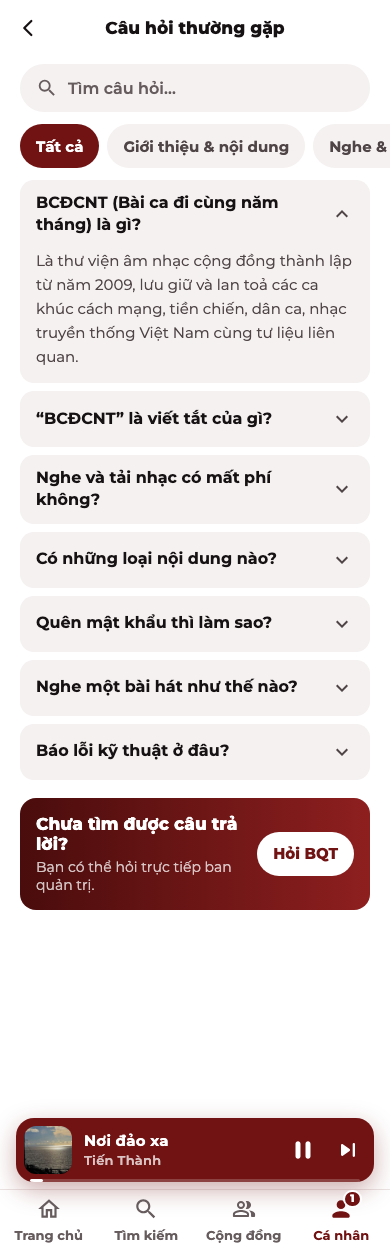 Câu hỏi thường gặp
Tìm câu hỏi...
Tất cả
Giới thiệu & nội dung
Nghe &
BCĐCNT (Bài ca đi cùng năm
tháng) là gì?
Là thư viện âm nhạc cộng đồng thành lập
từ năm 2009, lưu giữ và lan toả các ca
khúc cách mạng, tiền chiến, dân ca, nhạc
truyền thống Việt Nam cùng tư liệu liên
quan.
“BCĐCNT” là viết tắt của gì?
Nghe và tải nhạc có mất phí
không?
Có những loại nội dung nào?
Quên mật khẩu thì làm sao?
Nghe một bài hát như thế nào?
Báo lỗi kỹ thuật ở đâu?
Chưa tìm được câu trả
lời?
Bạn có thể hỏi trực tiếp ban
quản trị.
Hỏi BQT
Nơi đảo xa
Tiến Thành
1
Trang chủ
Tìm kiếm
Cộng đồng
Cá nhân